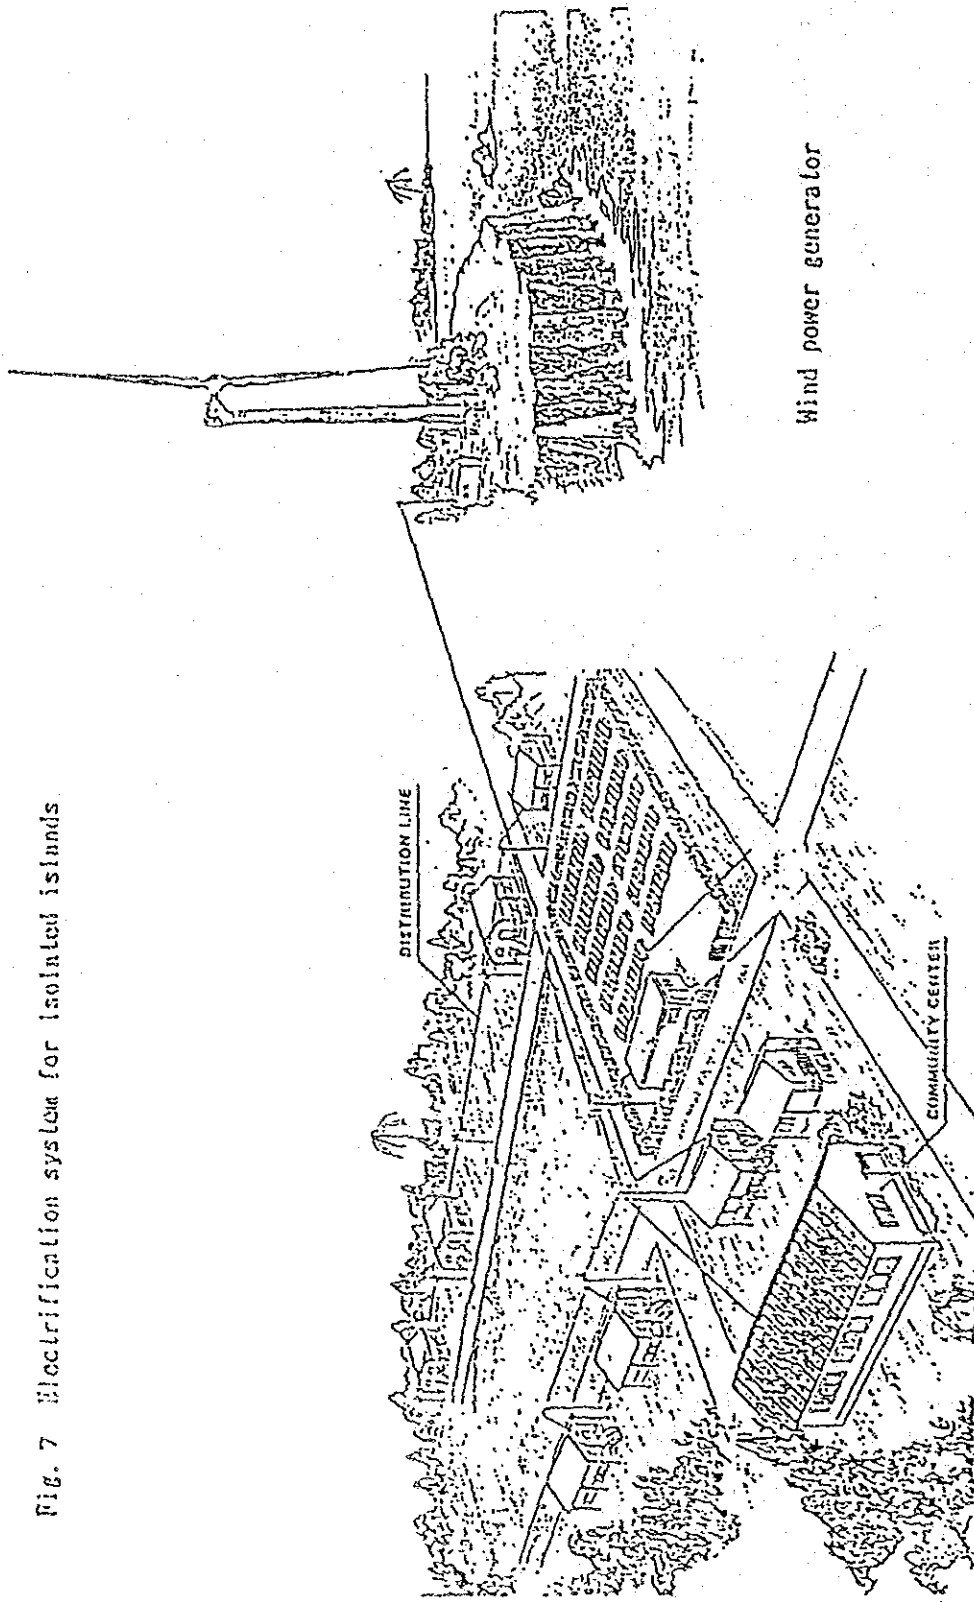 Fig. 7 Electrification system for isolated islands
DISTRIBUTION LINE
COMMUNITY CENTER
Wind power generator